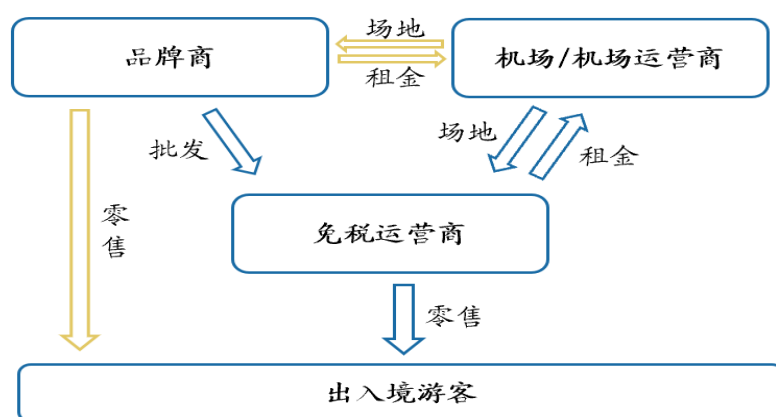 场地
品牌商
机场/机场运营商
租金
批发
场地
租金
零售
免税运营商
零售
出入境游客